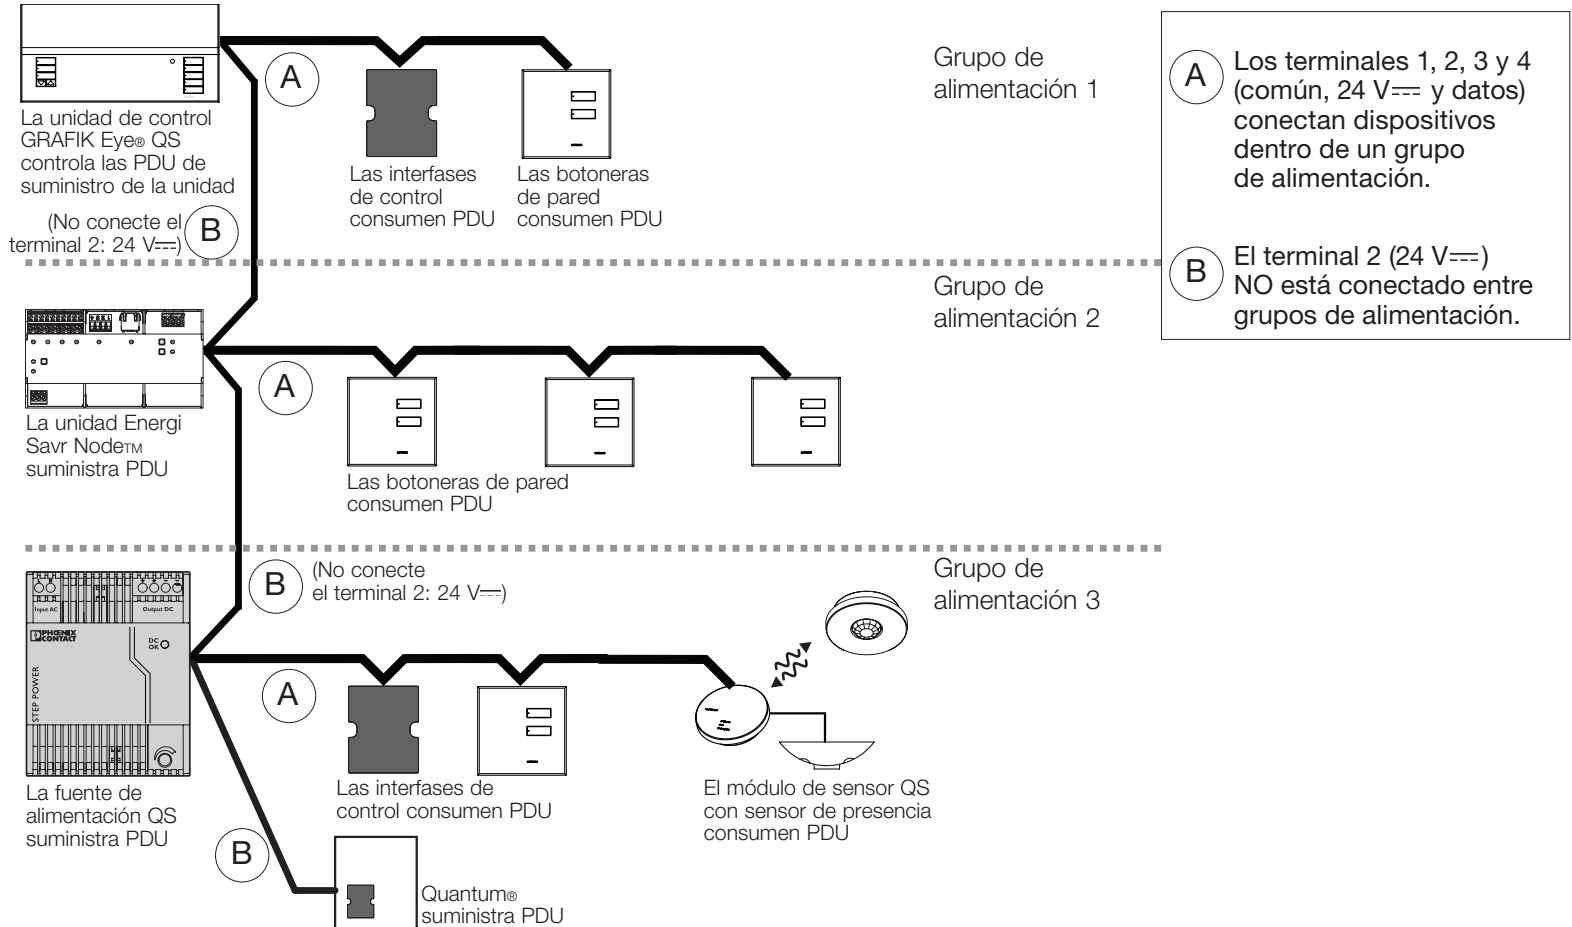 A
Grupo de
alimentación 1
La unidad de control
GRAFIK Eye® QS
controla las PDU de
suministro de la unidad
Las interfases
de control
consumen PDU
Las botoneras
de pared
consumen PDU
(No conecte el
terminal 2: 24 V⎓)
B
A
Los terminales 1, 2, 3 y 4
(común, 24 V⎓ y datos)
conectan dispositivos
dentro de un grupo
de alimentación.
B
El terminal 2 (24 V⎓)
NO está conectado entre
grupos de alimentación.
Grupo de
alimentación 2
A
La unidad Energi
Savr Node™
suministra PDU
Las botoneras de pared
consumen PDU
B
(No conecte
el terminal 2: 24 V⎓)
Grupo de
alimentación 3
Input AC
Output DC
PHŒNIX
CONTACT
DC
OK
STEP POWER
A
La fuente de
alimentación QS
suministra PDU
Las interfases de
control consumen PDU
El módulo de sensor QS
con sensor de presencia
consumen PDU
B
Quantum®
suministra PDU